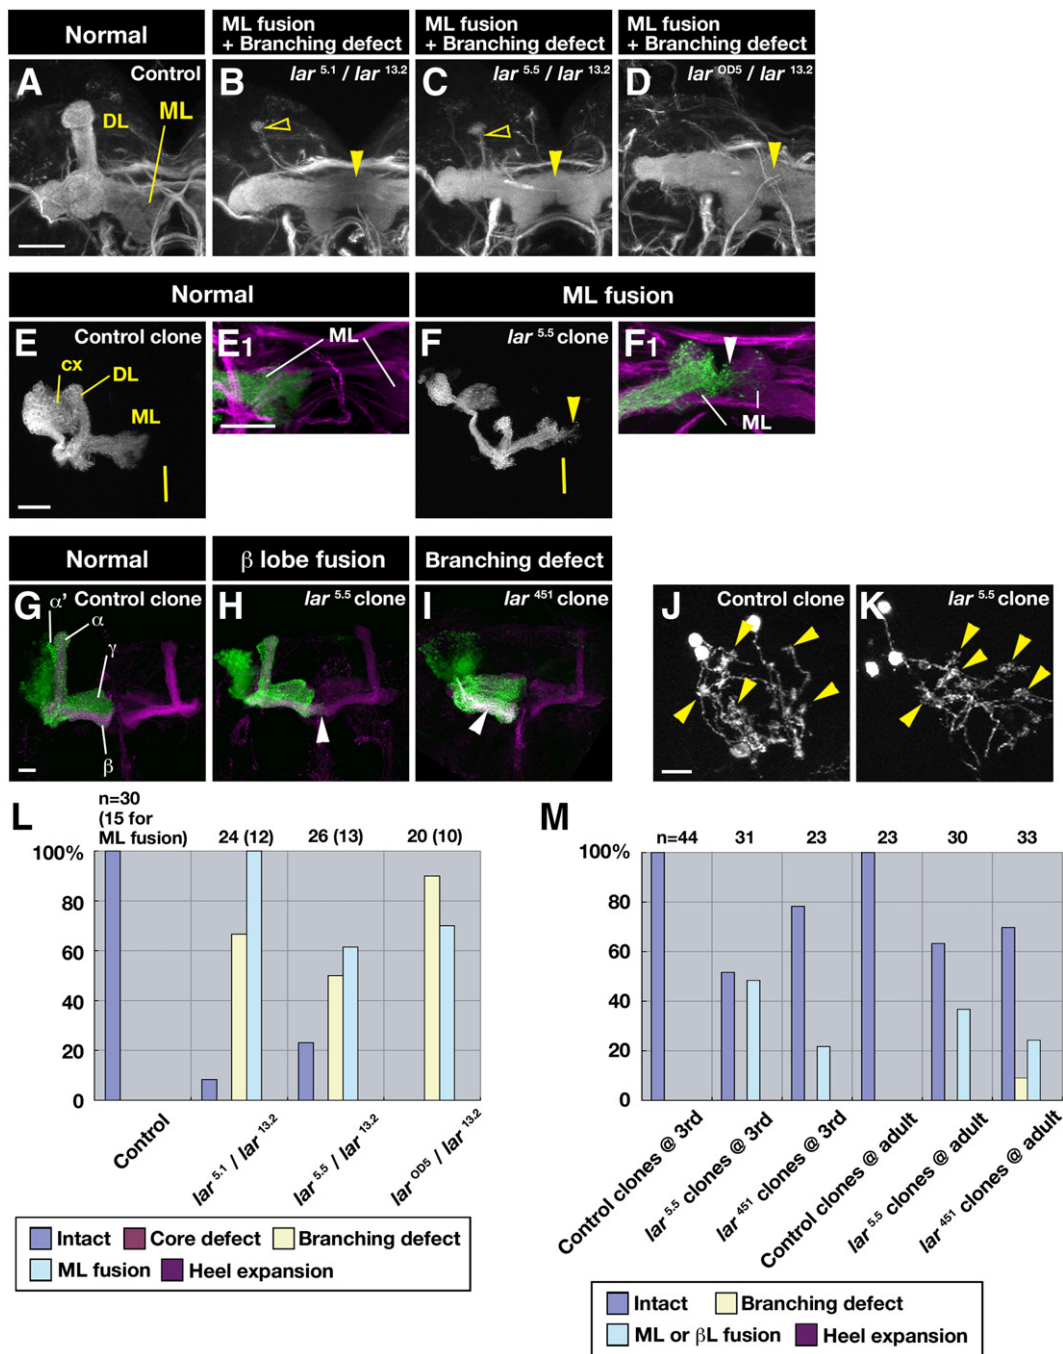 Normal
ML fusion
+ Branching defect
ML fusion
+ Branching defect
ML fusion
+ Branching defect
A
Control
DL
ML
B
lar 5.1 / lar 13.2
C
lar 5.5 / lar 13.2
D
lar OD5 / lar 13.2
Normal
ML fusion
E
Control clone
cx
DL
ML
E1
ML
F
lar 5.5 clone
F1
ML
Normal
β lobe fusion
Branching defect
G
Control clone
α'
α
γ
β
H
lar 5.5 clone
I
lar 451 clone
J
Control clone
K
lar 5.5 clone
L
n=30
(15 for
ML fusion)
24 (12)
26 (13)
20 (10)
100%
80
60
40
20
0
Control
lar 5.1 / lar 13.2
lar 5.5 / lar 13.2
lar OD5 / lar 13.2
Intact
Core defect
Branching defect
ML fusion
Heel expansion
M
n=44
31
23
23
30
33
100%
80
60
40
20
0
Control clones @ 3rd
lar 5.5 clones @ 3rd
lar 451 clones @ 3rd
Control clones @ adult
lar 5.5 clones @ adult
lar 451 clones @ adult
Intact
Branching defect
ML or βL fusion
Heel expansion